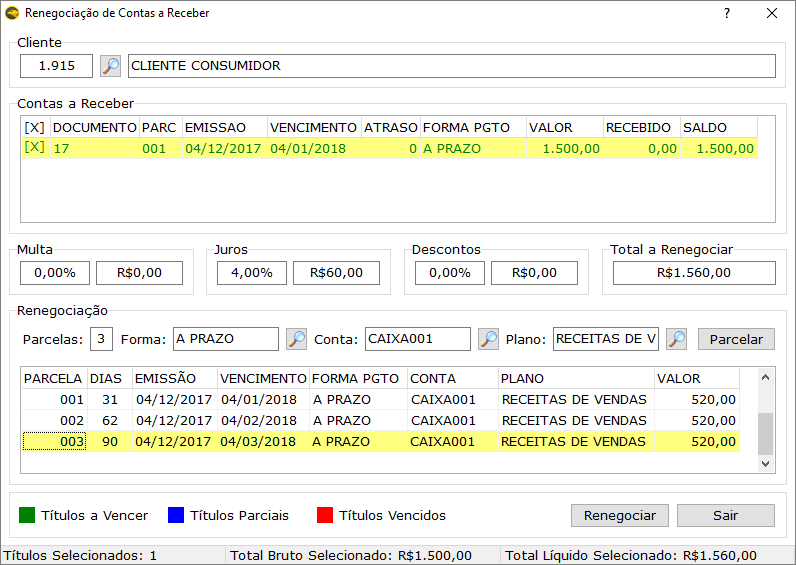 Renegociação de Contas a Receber ?
Cliente
1.915 CLIENTE CONSUMIDOR
Contas a Receber
[X] DOCUMENTO PARC EMISSAO VENCIMENTO ATRASO FORMA PGTO VALOR RECEBIDO SALDO
[X] 17 001 04/12/2017 04/01/2018 0 A PRAZO 1.500,00 0,00 1.500,00
Multa Juros Descontos Total a Renegociar
0,00% R$0,00 4,00% R$60,00 0,00% R$0,00 R$1.560,00
Renegociação
Parcelas: 3 Forma: A PRAZO Conta: CAIXA001 Plano: RECEITAS DE V Parcelar
PARCELA DIAS EMISSÃO VENCIMENTO FORMA PGTO CONTA PLANO VALOR
001 31 04/12/2017 04/01/2018 A PRAZO CAIXA001 RECEITAS DE VENDAS 520,00
002 62 04/12/2017 04/02/2018 A PRAZO CAIXA001 RECEITAS DE VENDAS 520,00
003 90 04/12/2017 04/03/2018 A PRAZO CAIXA001 RECEITAS DE VENDAS 520,00
Títulos a Vencer Títulos Parciais Títulos Vencidos Renegociar Sair
Títulos Selecionados: 1 Total Bruto Selecionado: R$1.500,00 Total Líquido Selecionado: R$1.560,00